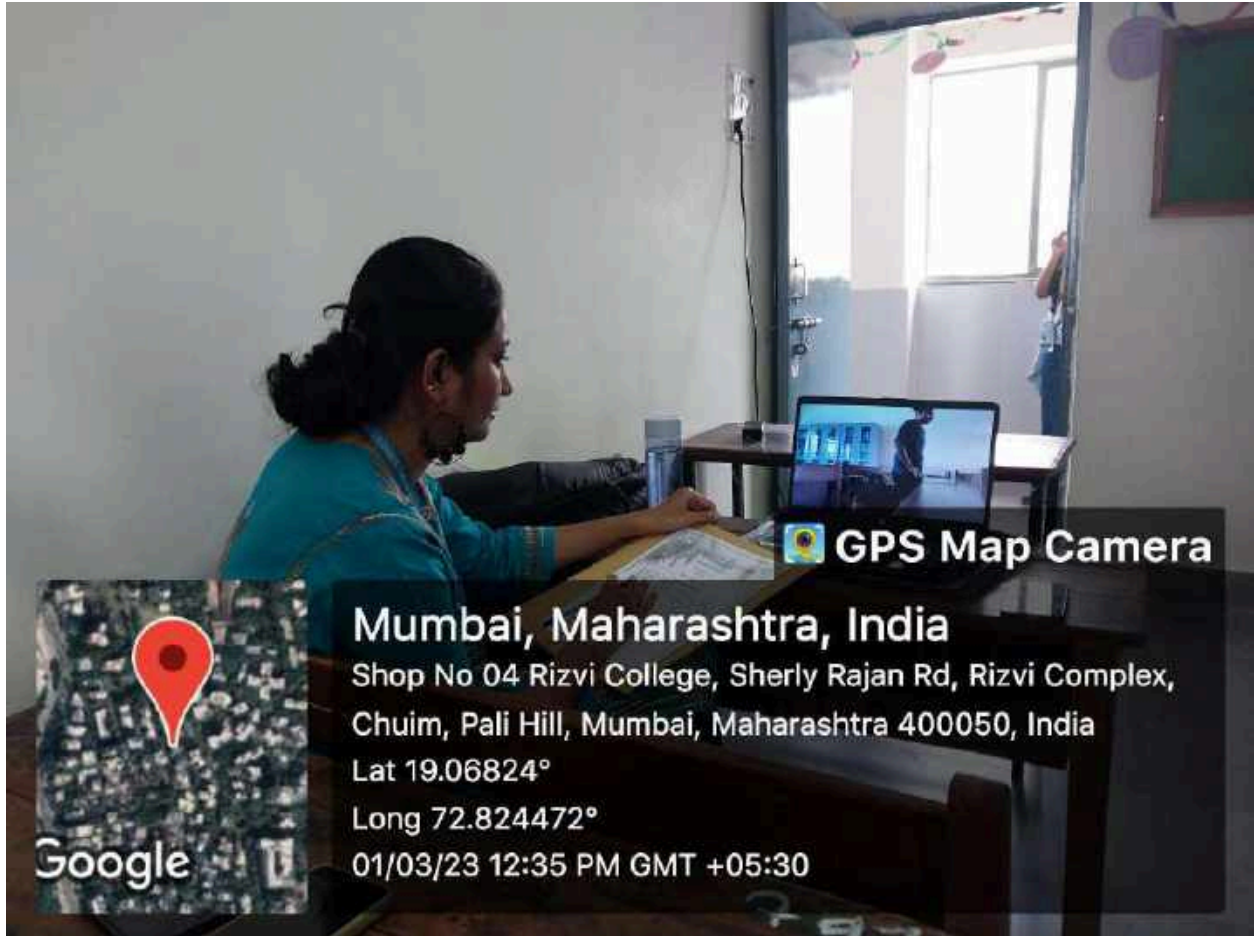 GPS Map Camera
Mumbai, Maharashtra, India
Shop No 04 Rizvi College, Sherly Rajan Rd, Rizvi Complex,
Chuim, Pali Hill, Mumbai, Maharashtra 400050, India
Lat 19.06824°
Long 72.824472°
01/03/23 12:35 PM GMT +05:30
Google